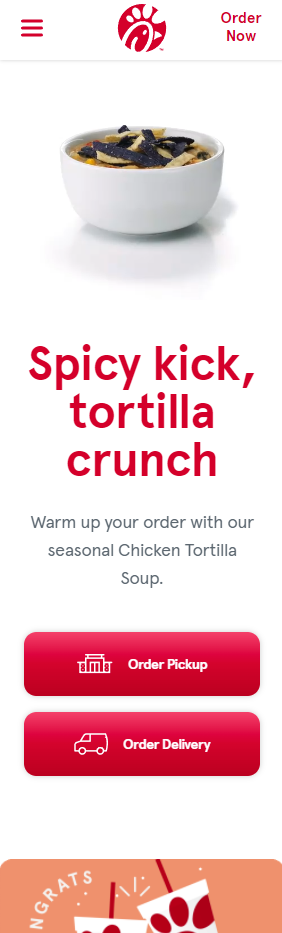 Order
Now
Spicy kick,
tortilla
crunch
Warm up your order with our
seasonal Chicken Tortilla
Soup.
Order Pickup
Order Delivery